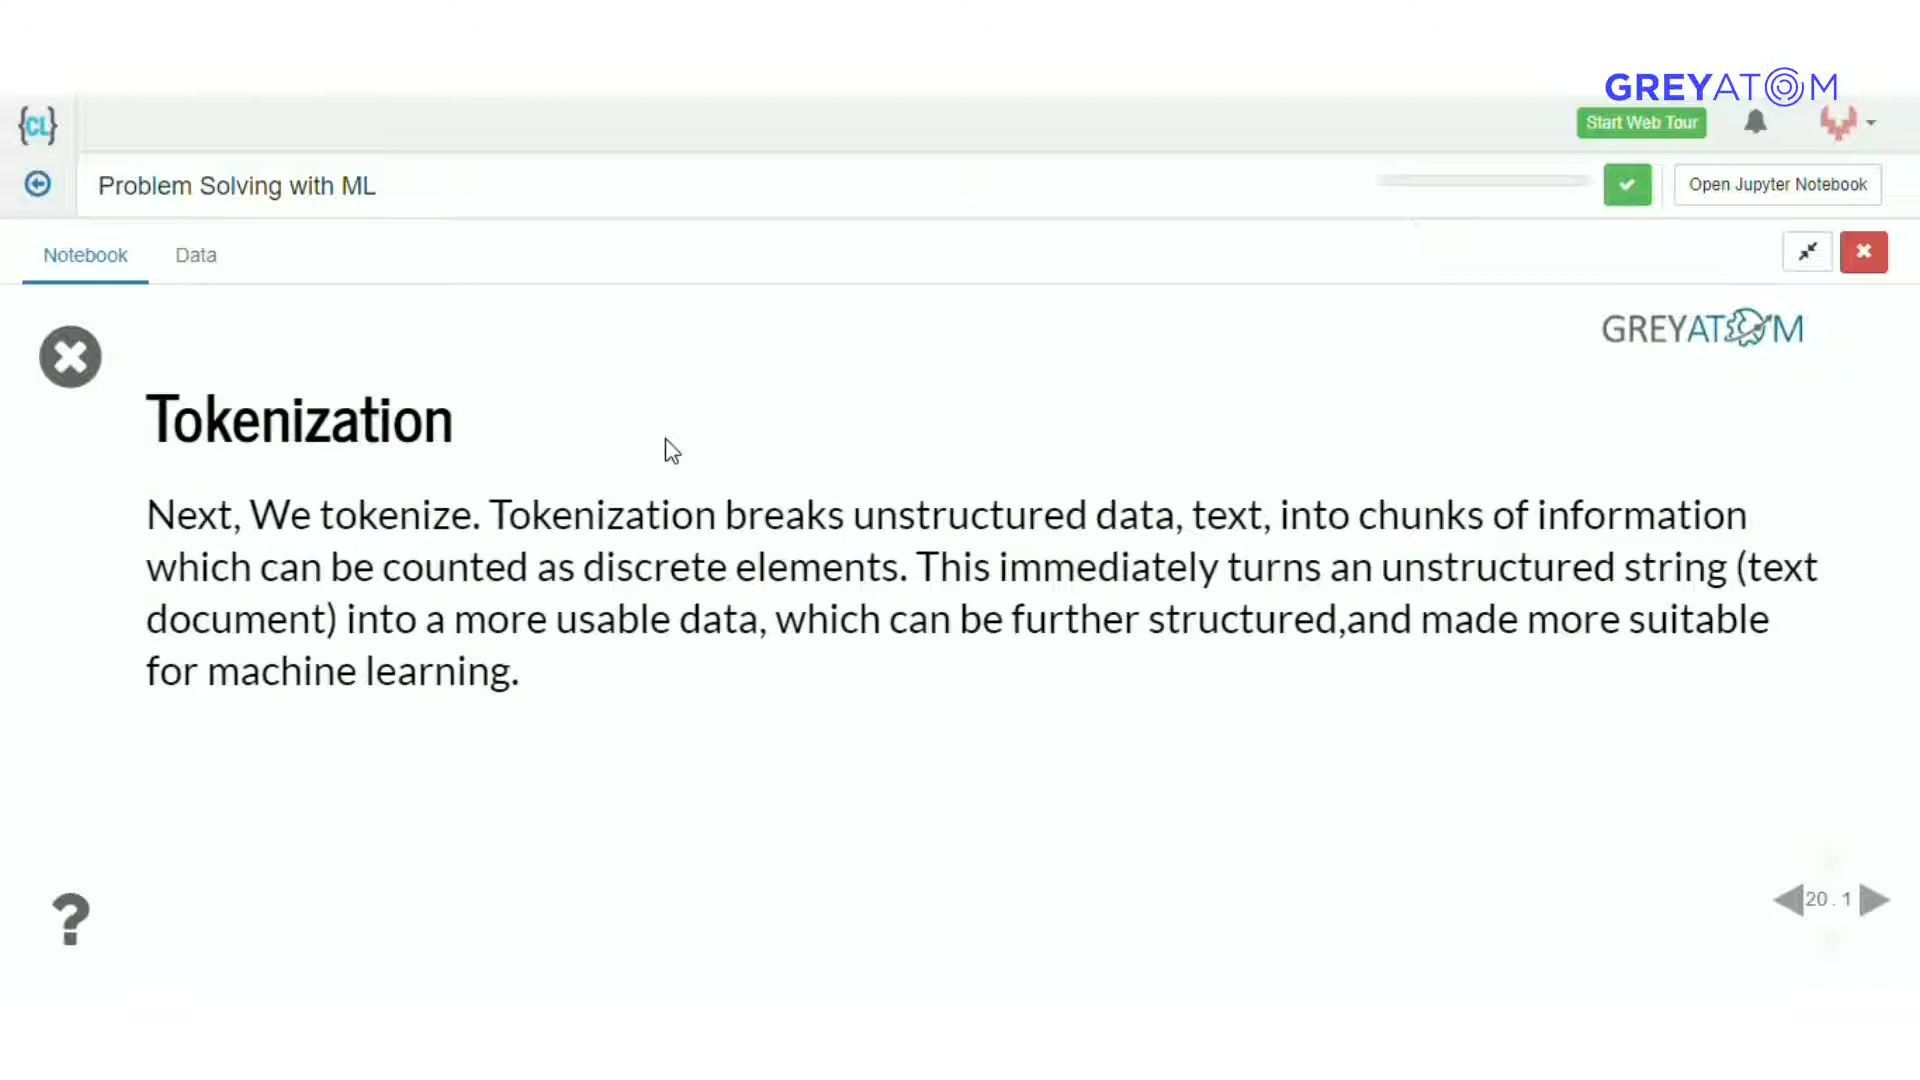 GREYATOM
{CL}
Start Web Tour
Problem Solving with ML
Open Jupyter Notebook
Notebook Data
GREYATOM
Tokenization
Next, We tokenize. Tokenization breaks unstructured data, text, into chunks of information
which can be counted as discrete elements. This immediately turns an unstructured string (text
document) into a more usable data, which can be further structured,and made more suitable
for machine learning.
?
20 . 1